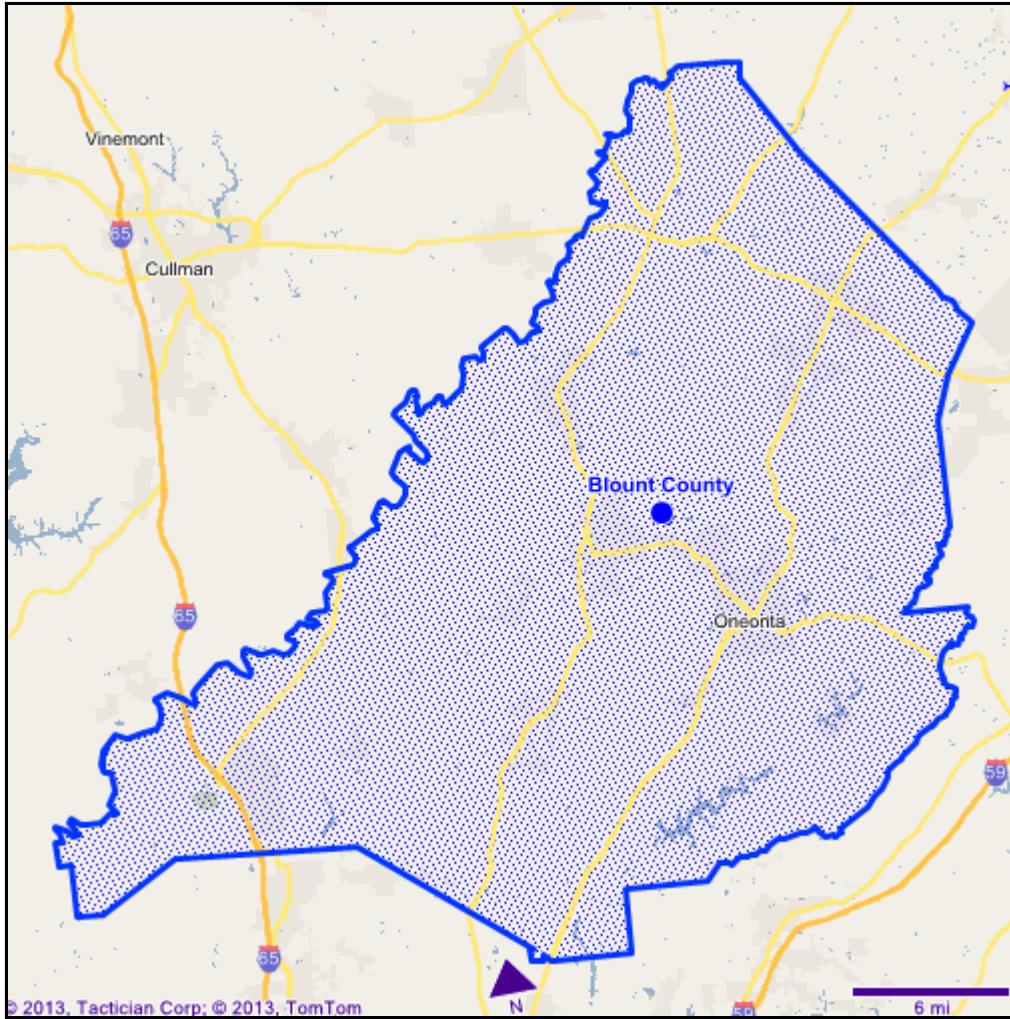 Vinemont
65
Cullman
Blount County
65
Oneonta
59
65
59
N
6 mi
© 2013, Tactician Corp; © 2013, TomTom